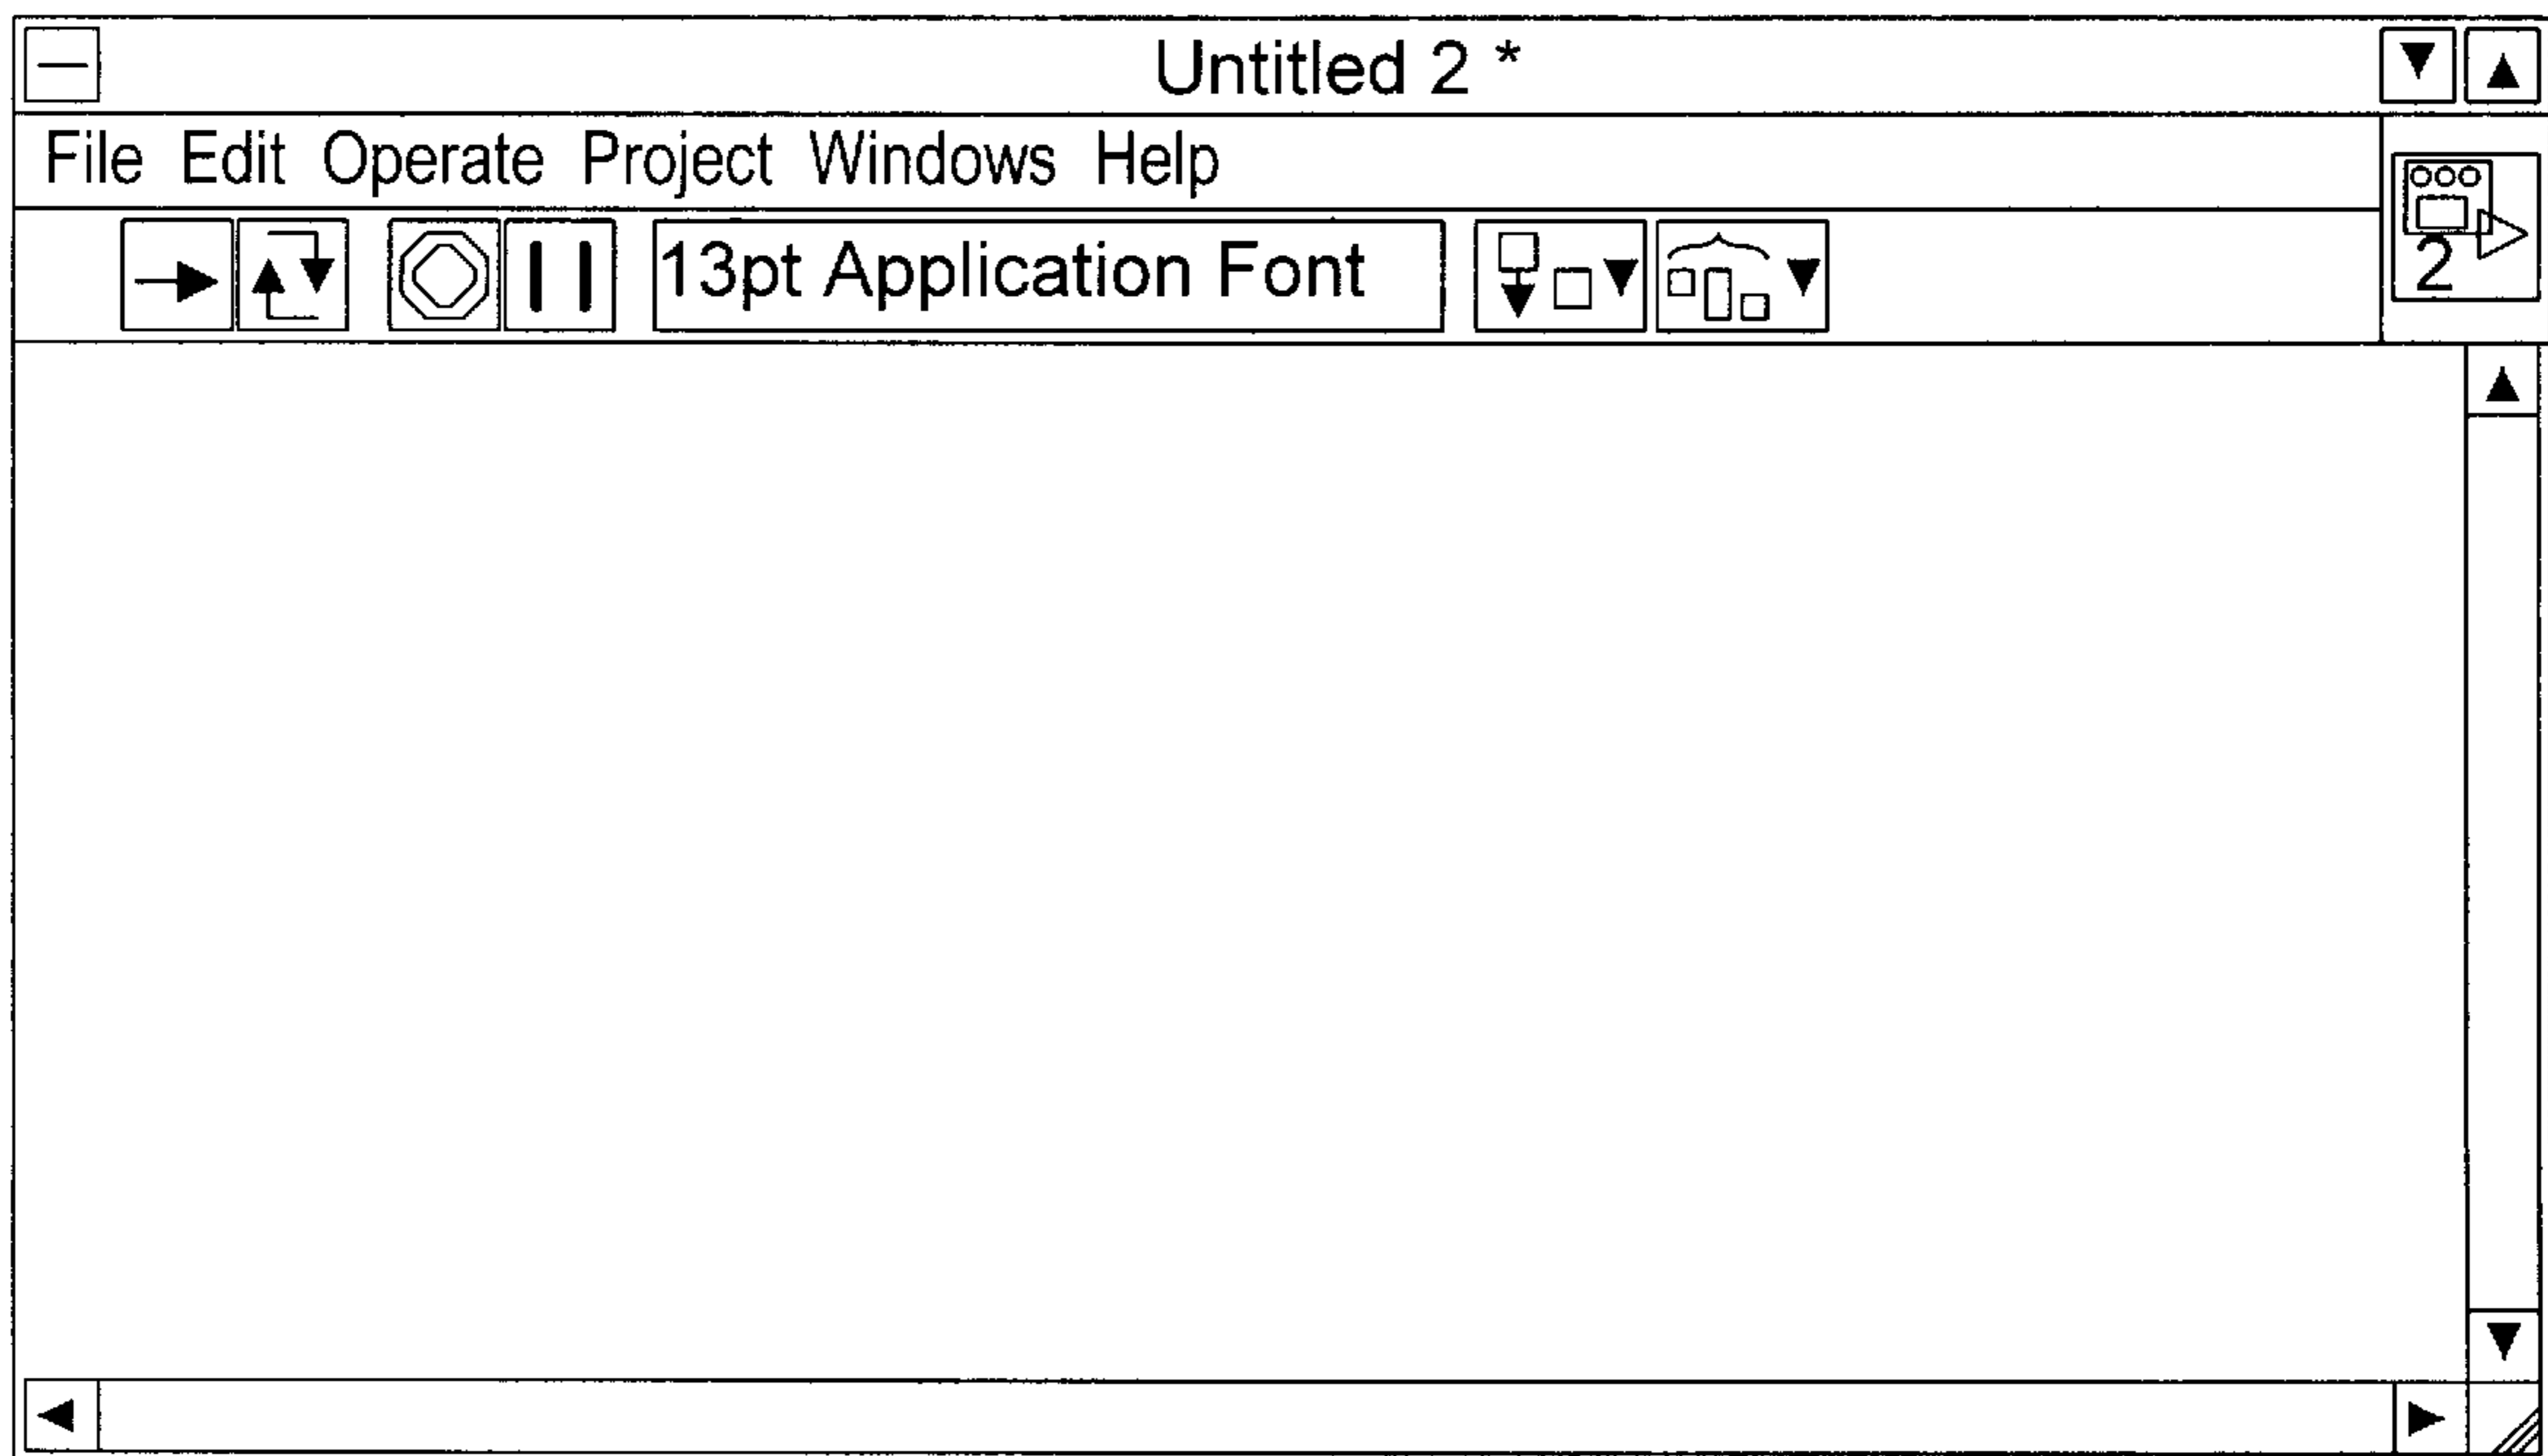 Untitled 2 *
File Edit Operate Project Windows Help
13pt Application Font
2